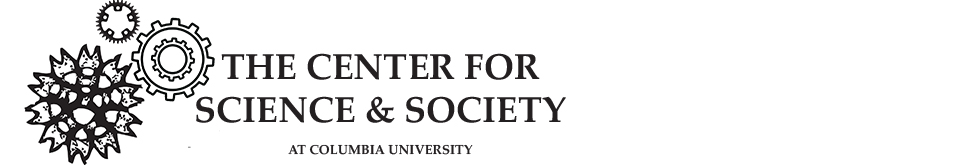 THE CENTER FOR
SCIENCE & SOCIETY
AT COLUMBIA UNIVERSITY